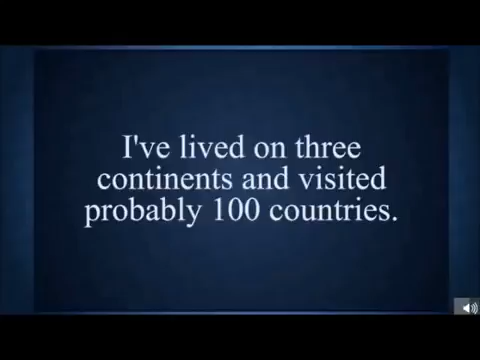 I've lived on three
continents and visited
probably 100 countries.